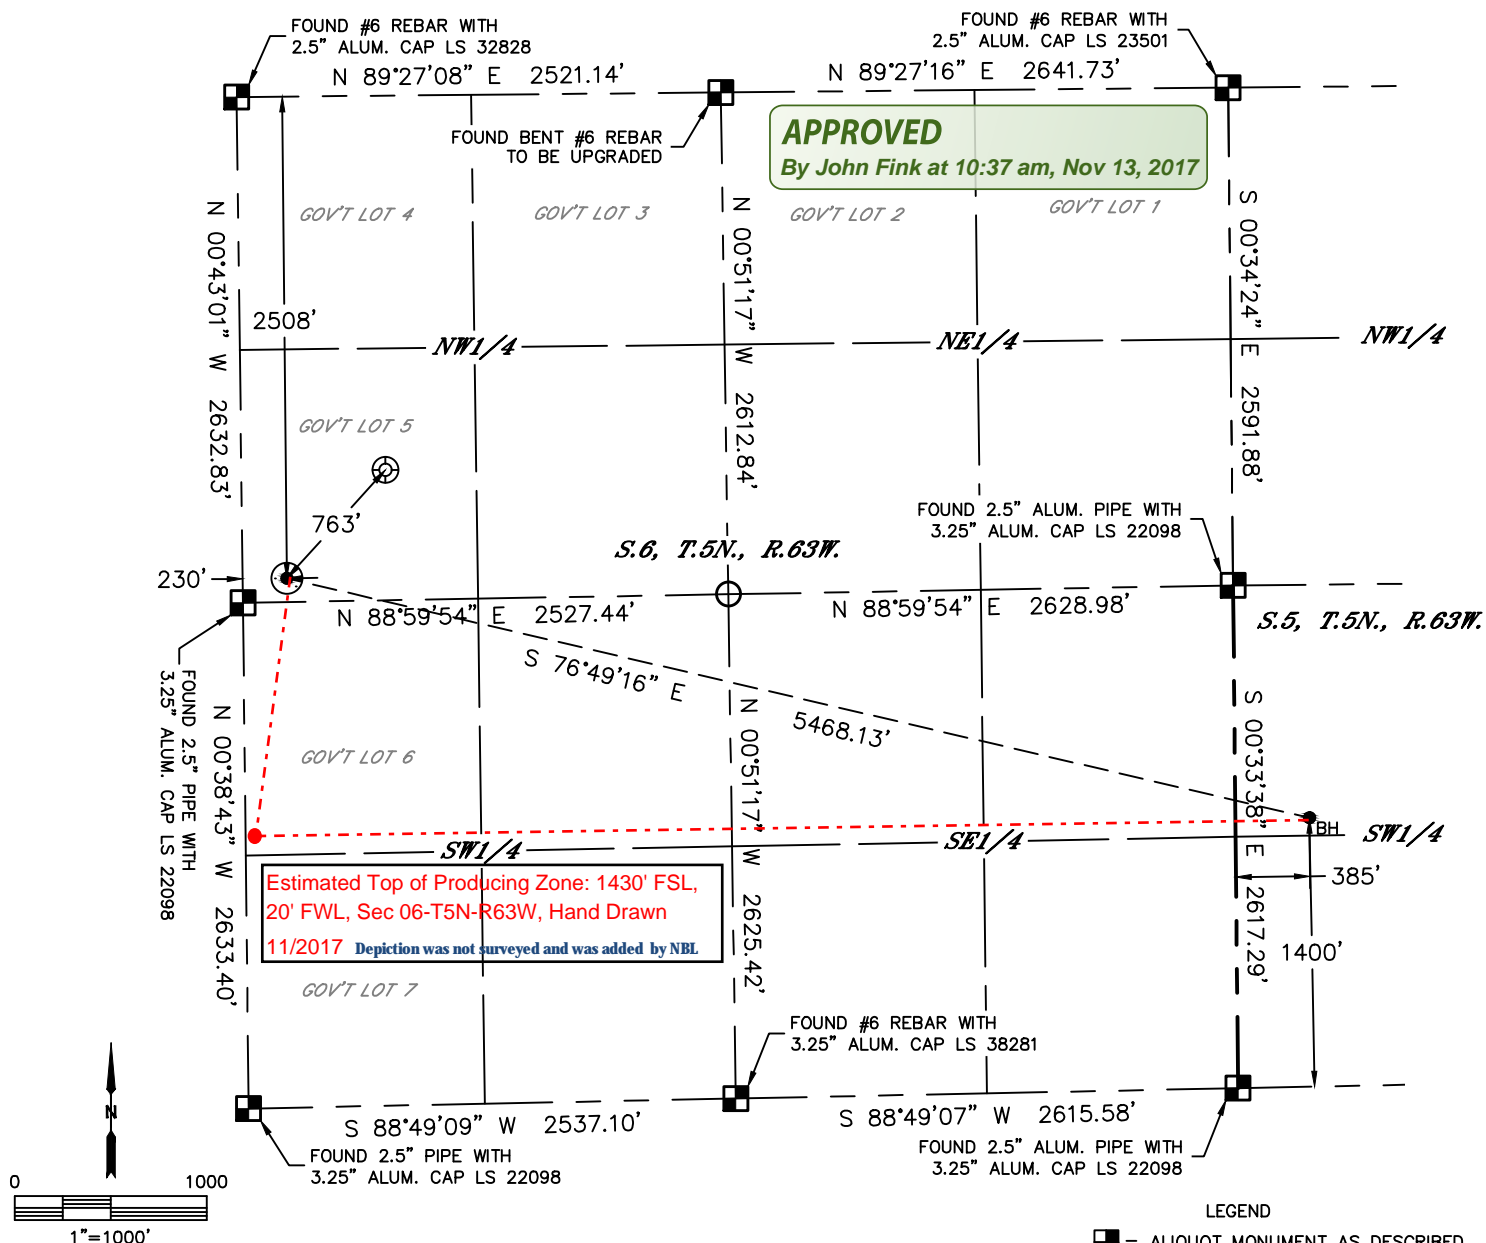 FOUND #6 REBAR WITH
2.5" ALUM. CAP LS 32828
FOUND #6 REBAR WITH
2.5" ALUM. CAP LS 23501
N 89°27'08" E 2521.14'
N 89°27'16" E 2641.73'
FOUND BENT #6 REBAR
TO BE UPGRADED
APPROVED
By John Fink at 10:37 am, Nov 13, 2017
GOV'T LOT 4
GOV'T LOT 3
GOV'T LOT 2
GOV'T LOT 1
N 00°43'01" W 2632.83'
N 00°51'17" W 2612.84'
S 00°34'24" E 2591.88'
2508'
NW1/4
NE1/4
NW1/4
GOV'T LOT 5
763'
FOUND 2.5" ALUM. PIPE WITH
3.25" ALUM. CAP LS 22098
S.6, T.5N., R.63W.
230'
N 88°59'54" E 2527.44'
N 88°59'54" E 2628.98'
S.5, T.5N., R.63W.
S 76°49'16" E 5468.13'
FOUND 2.5" PIPE WITH
3.25" ALUM. CAP LS 22098
N 00°38'43" W 2633.40'
N 00°51'17" W 2625.42'
S 00°33'38" E 2617.29'
GOV'T LOT 6
BH
SW1/4
SE1/4
SW1/4
Estimated Top of Producing Zone: 1430' FSL,
20' FWL, Sec 06-T5N-R63W, Hand Drawn
11/2017 Depiction was not surveyed and was added by NBL
385'
1400'
GOV'T LOT 7
FOUND #6 REBAR WITH
3.25" ALUM. CAP LS 38281
N
S 88°49'09" W 2537.10'
S 88°49'07" W 2615.58'
FOUND 2.5" PIPE WITH
3.25" ALUM. CAP LS 22098
FOUND 2.5" ALUM. PIPE WITH
3.25" ALUM. CAP LS 22098
0 1000
1"=1000'
LEGEND
= ALIQUOT MONUMENT AS DESCRIBED